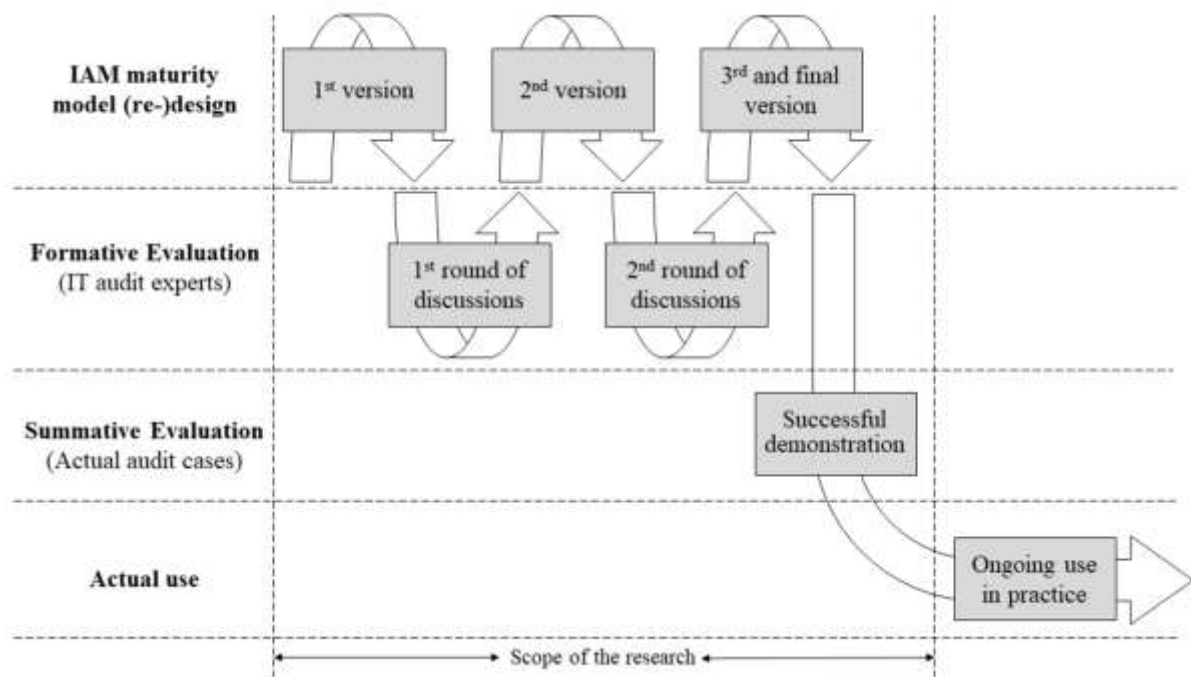 IAM maturity
model (re-)design
1st version
2nd version
3rd and final
version
Formative Evaluation
(IT audit experts)
1st round of
discussions
2nd round of
discussions
Summative Evaluation
(Actual audit cases)
Successful
demonstration
Actual use
Ongoing use
in practice
Scope of the research